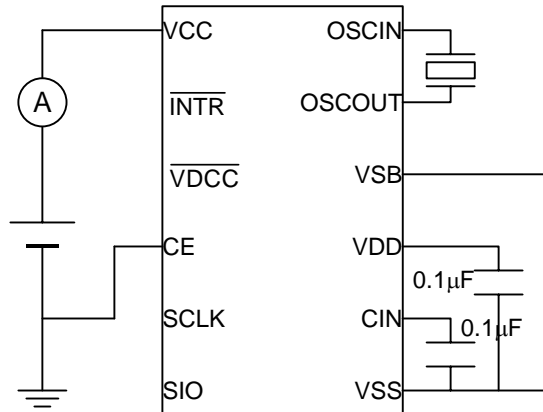 VCC
OSCIN
A
INTR
OSCOUT
VDCC
VSB
CE
VDD
0.1μF
SCLK
CIN
0.1μF
SIO
VSS